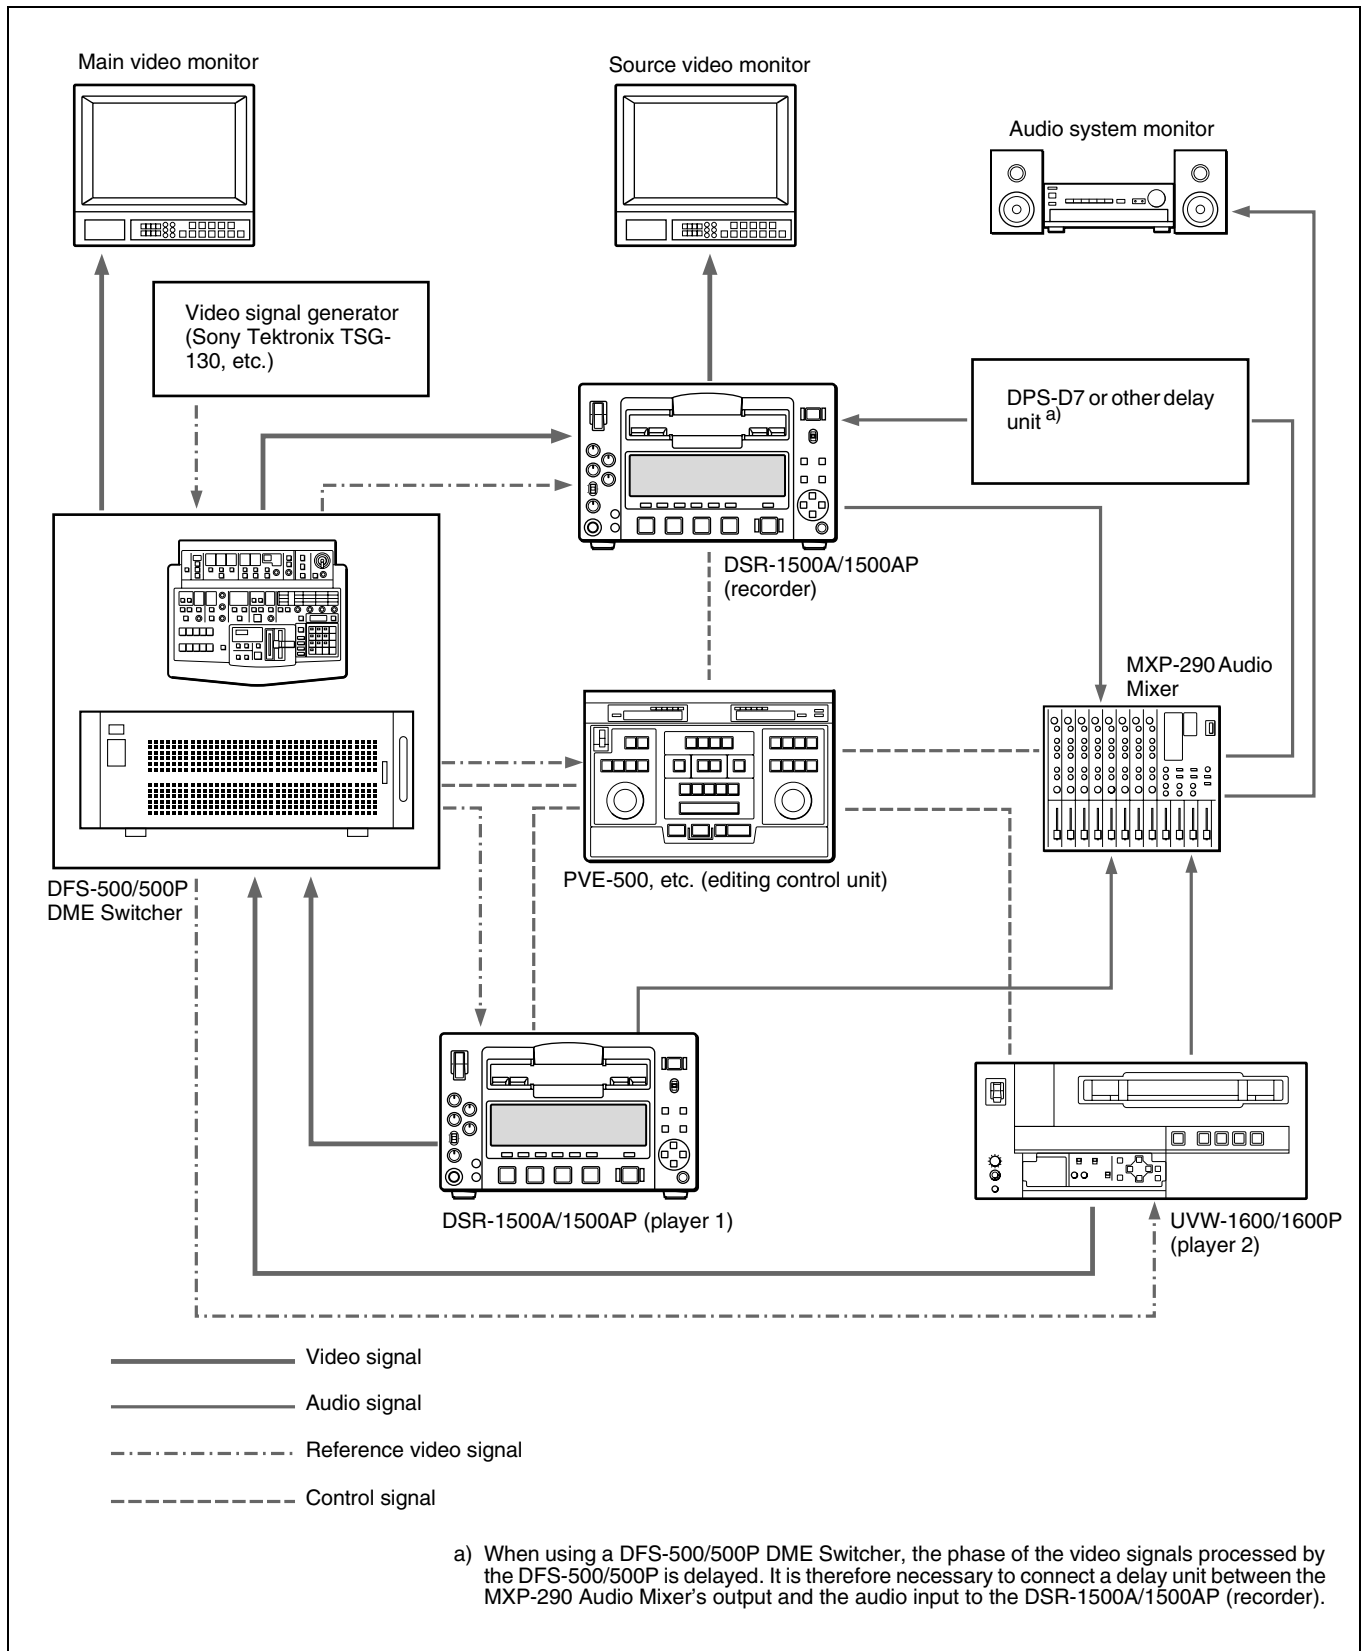 Main video monitor
Source video monitor
Audio system monitor
Video signal generator
(Sony Tektronix TSG-
130, etc.)
DPS-D7 or other delay
unit a)
DSR-1500A/1500AP
(recorder)
MXP-290 Audio
Mixer
PVE-500, etc. (editing control unit)
DFS-500/500P
DME Switcher
DSR-1500A/1500AP (player 1)
UVW-1600/1600P
(player 2)
Video signal
Audio signal
Reference video signal
Control signal
a) When using a DFS-500/500P DME Switcher, the phase of the video signals processed by
the DFS-500/500P is delayed. It is therefore necessary to connect a delay unit between the
MXP-290 Audio Mixer's output and the audio input to the DSR-1500A/1500AP (recorder).